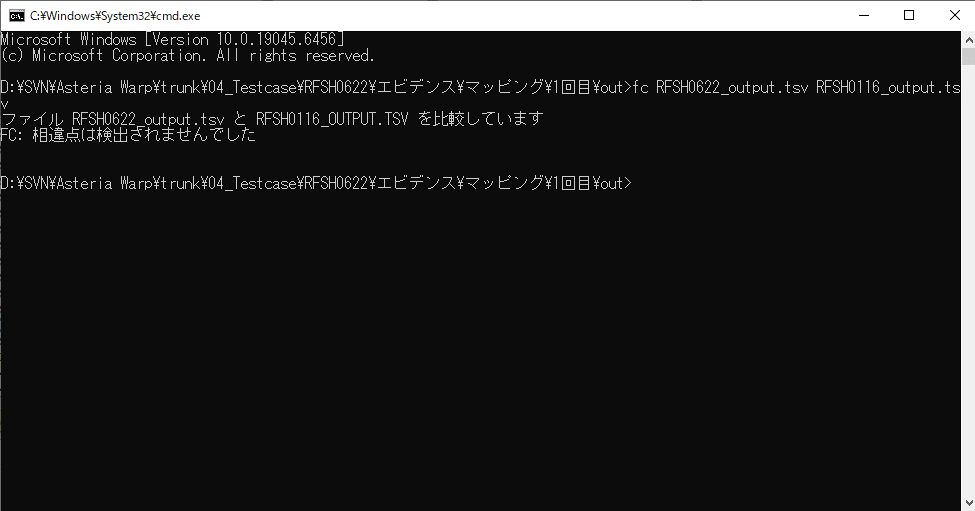 C:¥Windows¥System32¥cmd.exe
Microsoft Windows [Version 10.0.19045.6456]
(c) Microsoft Corporation. All rights reserved.
D:¥SVN¥Asteria Warp¥trunk¥04_Testcase¥RFSH0622¥エビデンス¥マッピング¥1回目¥out>fc RFSH0622_output.tsv RFSH0116_output.ts
v
ファイル RFSH0622_output.tsv と RFSH0116_OUTPUT.TSV を比較しています
FC: 相違点は検出されませんでした
D:¥SVN¥Asteria Warp¥trunk¥04_Testcase¥RFSH0622¥エビデンス¥マッピング¥1回目¥out>